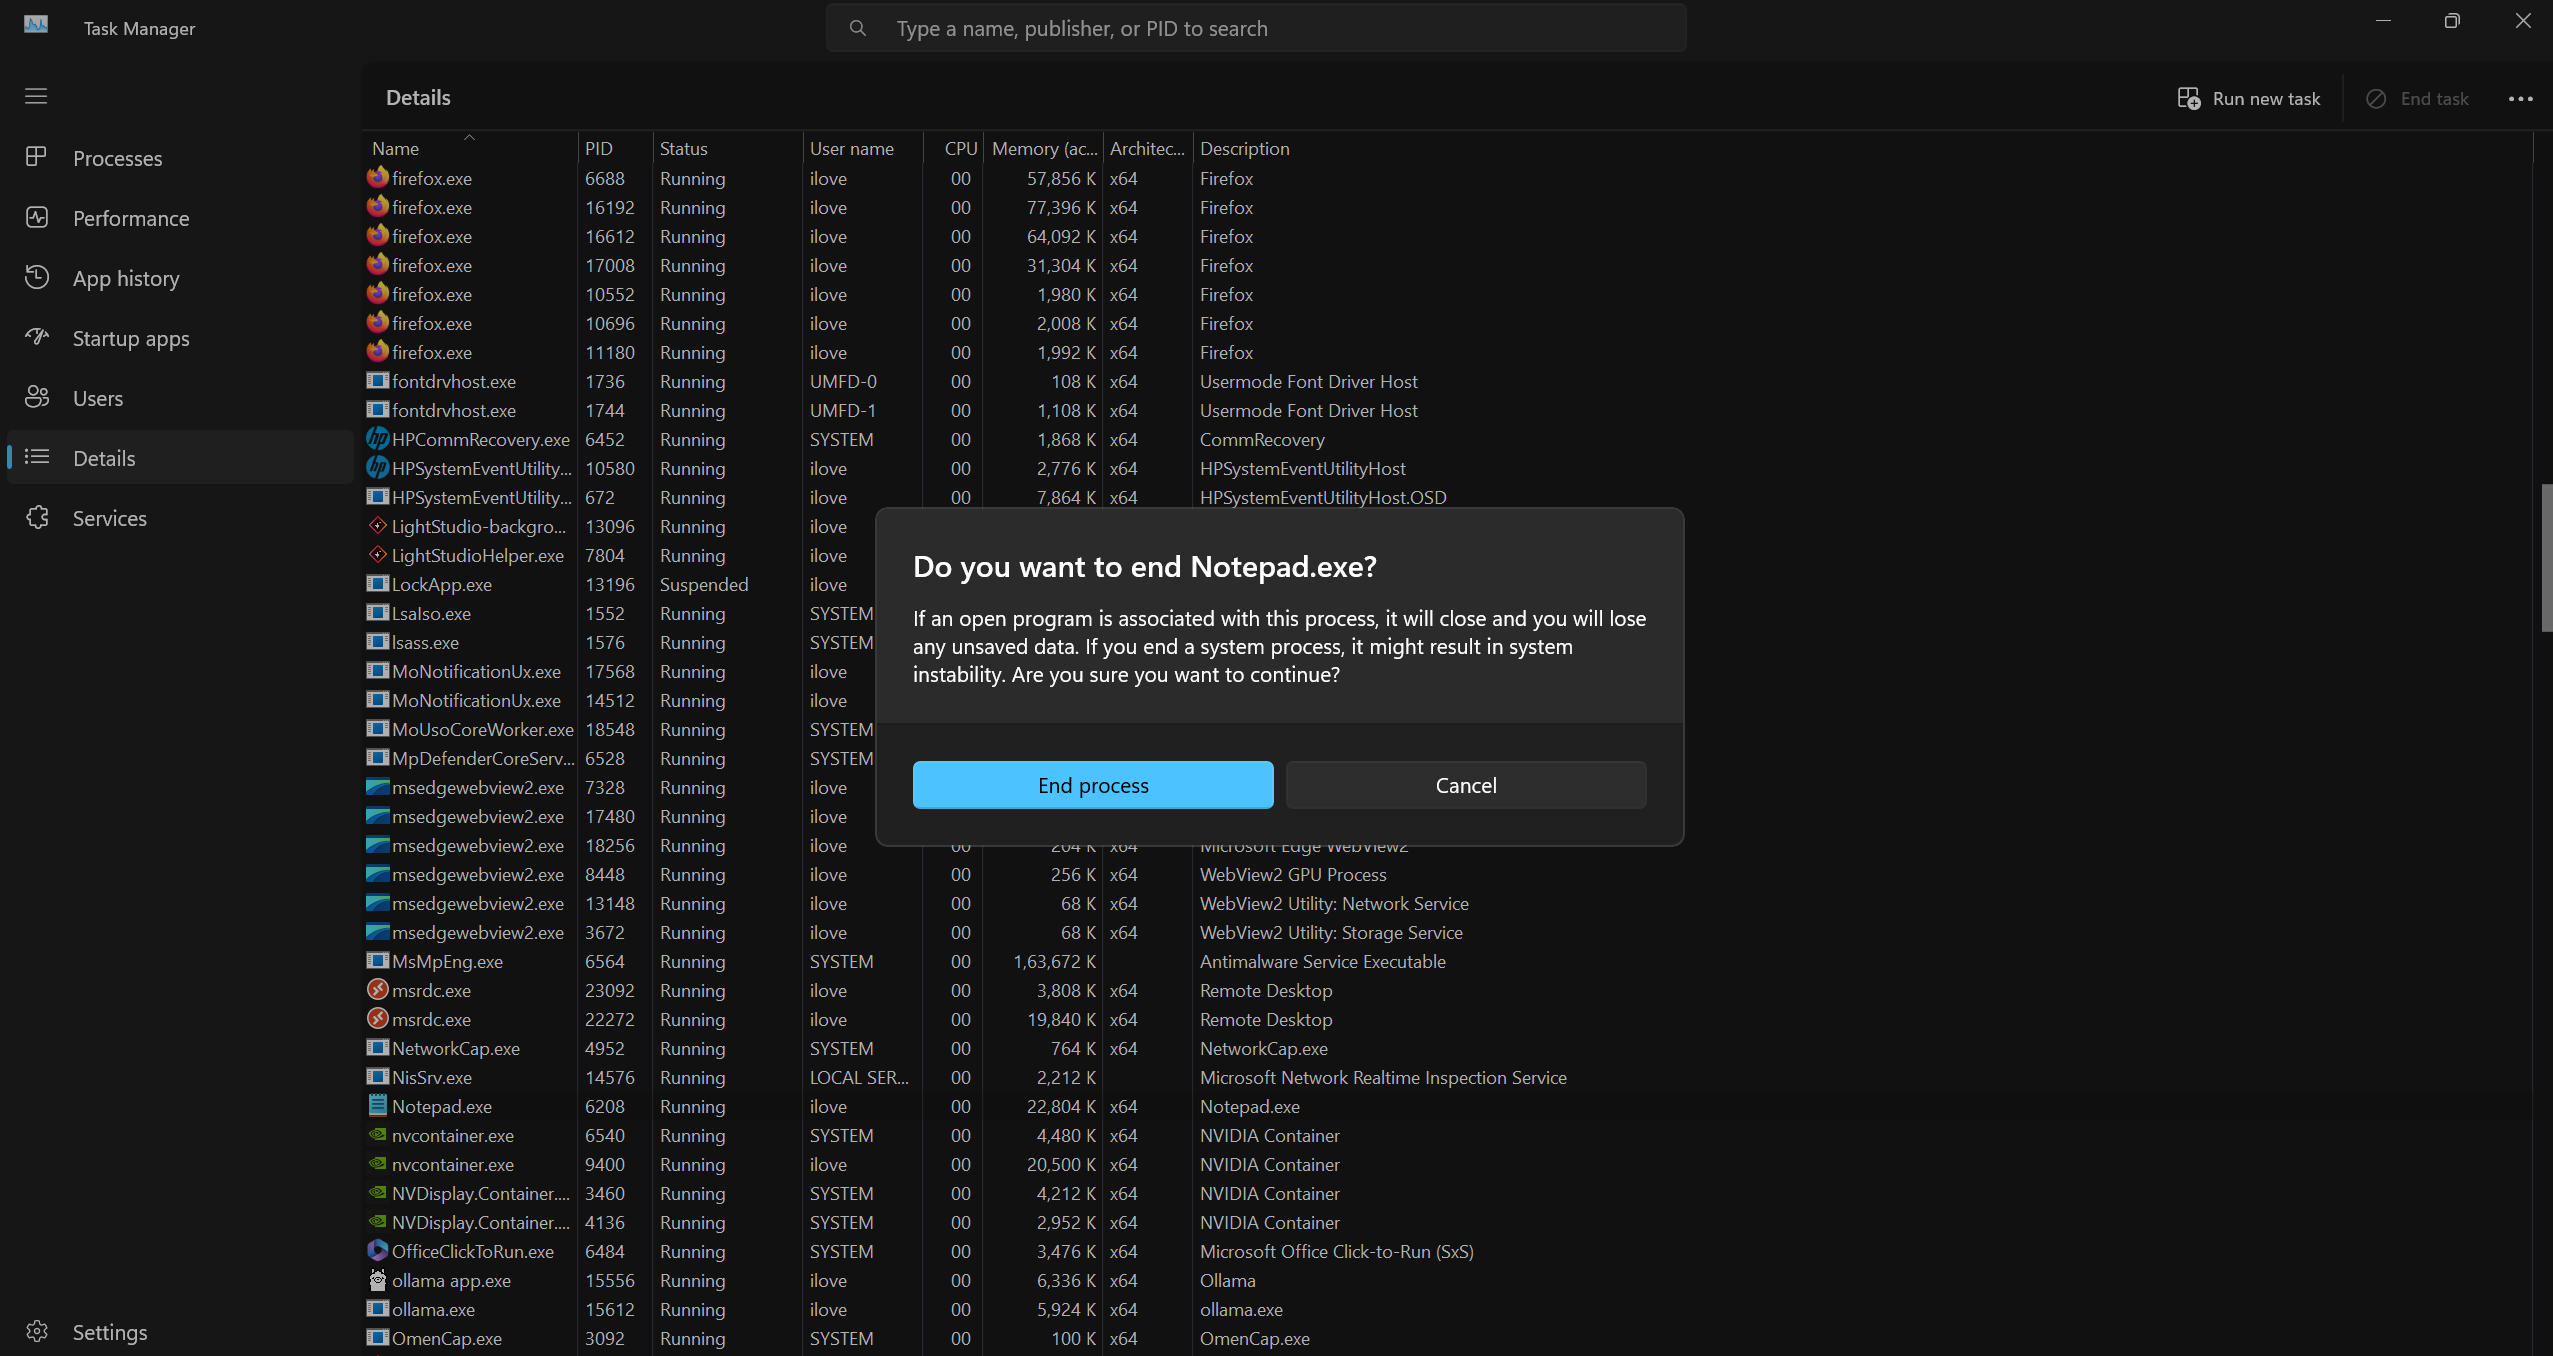 Task Manager
Type a name, publisher, or PID to search
Details
Run new task
End task
Processes
Performance
App history
Startup apps
Users
Details
Services
Settings
Name PID Status User name CPU Memory (ac... Architec... Description
firefox.exe 6688 Running ilove 00 57,856 K x64 Firefox
firefox.exe 16192 Running ilove 00 77,396 K x64 Firefox
firefox.exe 16612 Running ilove 00 64,092 K x64 Firefox
firefox.exe 17008 Running ilove 00 31,304 K x64 Firefox
firefox.exe 10552 Running ilove 00 1,980 K x64 Firefox
firefox.exe 10696 Running ilove 00 2,008 K x64 Firefox
firefox.exe 11180 Running ilove 00 1,992 K x64 Firefox
fontdrvhost.exe 1736 Running UMFD-0 00 108 K x64 Usermode Font Driver Host
fontdrvhost.exe 1744 Running UMFD-1 00 1,108 K x64 Usermode Font Driver Host
HPCommRecovery.exe 6452 Running SYSTEM 00 1,868 K x64 CommRecovery
HPSystemEventUtility... 10580 Running ilove 00 2,776 K x64 HPSystemEventUtilityHost
HPSystemEventUtility... 672 Running ilove 00 7,864 K x64 HPSystemEventUtilityHost.OSD
LightStudio-backgro... 13096 Running ilove
LightStudioHelper.exe 7804 Running ilove
LockApp.exe 13196 Suspended ilove
LsaIso.exe 1552 Running SYSTEM
lsass.exe 1576 Running SYSTEM
MoNotificationUx.exe 17568 Running ilove
MoNotificationUx.exe 14512 Running ilove
MoUsoCoreWorker.exe 18548 Running SYSTEM
MpDefenderCoreServ... 6528 Running SYSTEM
msedgewebview2.exe 7328 Running ilove
msedgewebview2.exe 17480 Running ilove
msedgewebview2.exe 18256 Running ilove 00 204 K x64 Microsoft Edge WebView2
msedgewebview2.exe 8448 Running ilove 00 256 K x64 WebView2 GPU Process
msedgewebview2.exe 13148 Running ilove 00 68 K x64 WebView2 Utility: Network Service
msedgewebview2.exe 3672 Running ilove 00 68 K x64 WebView2 Utility: Storage Service
MsMpEng.exe 6564 Running SYSTEM 00 1,63,672 K Antimalware Service Executable
msrdc.exe 23092 Running ilove 00 3,808 K x64 Remote Desktop
msrdc.exe 22272 Running ilove 00 19,840 K x64 Remote Desktop
NetworkCap.exe 4952 Running SYSTEM 00 764 K x64 NetworkCap.exe
NisSrv.exe 14576 Running LOCAL SER... 00 2,212 K Microsoft Network Realtime Inspection Service
Notepad.exe 6208 Running ilove 00 22,804 K x64 Notepad.exe
nvcontainer.exe 6540 Running SYSTEM 00 4,480 K x64 NVIDIA Container
nvcontainer.exe 9400 Running ilove 00 20,500 K x64 NVIDIA Container
NVDisplay.Container.... 3460 Running SYSTEM 00 4,212 K x64 NVIDIA Container
NVDisplay.Container.... 4136 Running SYSTEM 00 2,952 K x64 NVIDIA Container
OfficeClickToRun.exe 6484 Running SYSTEM 00 3,476 K x64 Microsoft Office Click-to-Run (SxS)
ollama app.exe 15556 Running ilove 00 6,336 K x64 Ollama
ollama.exe 15612 Running ilove 00 5,924 K x64 ollama.exe
OmenCap.exe 3092 Running SYSTEM 00 100 K x64 OmenCap.exe
Do you want to end Notepad.exe?
If an open program is associated with this process, it will close and you will lose
any unsaved data. If you end a system process, it might result in system
instability. Are you sure you want to continue?
End process
Cancel